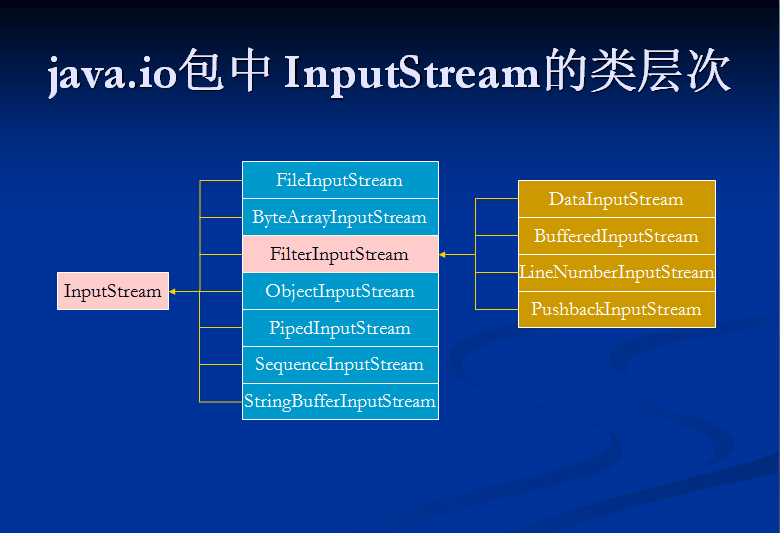 java.io包中 InputStream的类层次
InputStream
FileInputStream
ByteArrayInputStream
FilterInputStream
ObjectInputStream
PipedInputStream
SequenceInputStream
StringBufferInputStream
DataInputStream
BufferedInputStream
LineNumberInputStream
PushbackInputStream